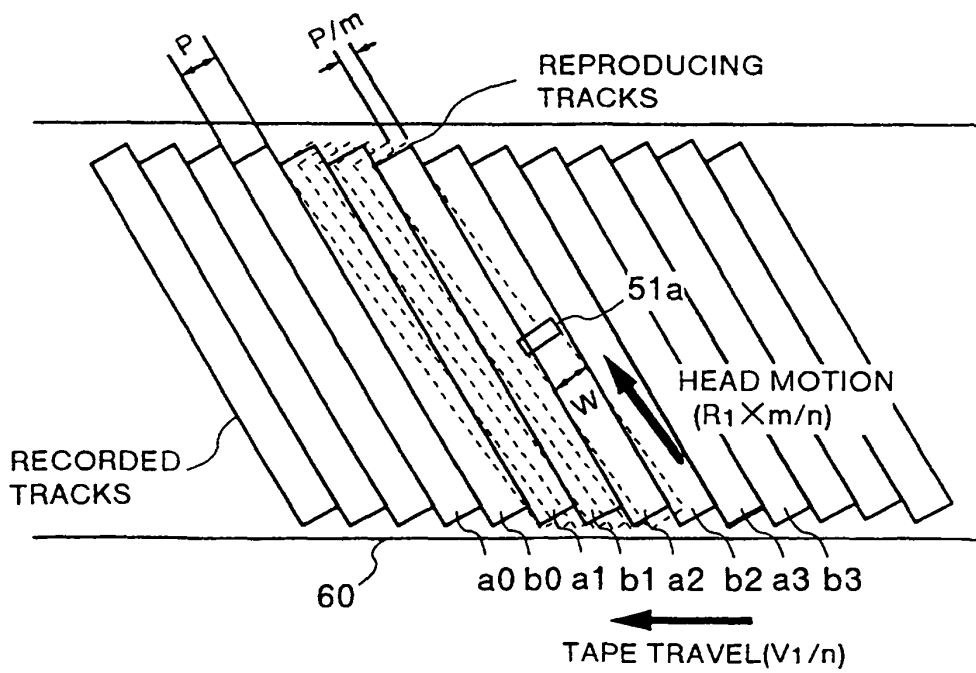 P
P/m
REPRODUCING
TRACKS
51a
W
HEAD MOTION
(R1×m/n)
RECORDED
TRACKS
a0 b0 a1 b1 a2 b2 a3 b3
60
TAPE TRAVEL(V1/n)